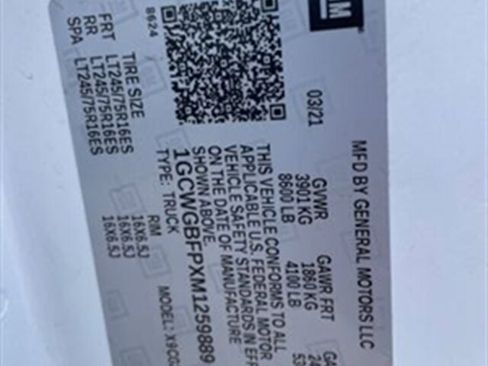 GM
MFD BY GENERAL MOTORS LLC
03/21
GVWR
3901 KG
8600 LB
GAWR FRT
1860 KG
4100 LB
THIS VEHICLE CONFORMS TO ALL
APPLICABLE U.S. FEDERAL MOTOR
VEHICLE SAFETY STANDARDS IN
ON THE DATE OF MANUFACTURE
SHOWN ABOVE.
1GCWGBFPXM1259889
TYPE: TRUCK
MODEL:
8624
TIRE SIZE
RIM
FRT LT245/75R16ES 16X6.5J
RR LT245/75R16ES 16X6.5J
SPA LT245/75R16ES 16X6.5J